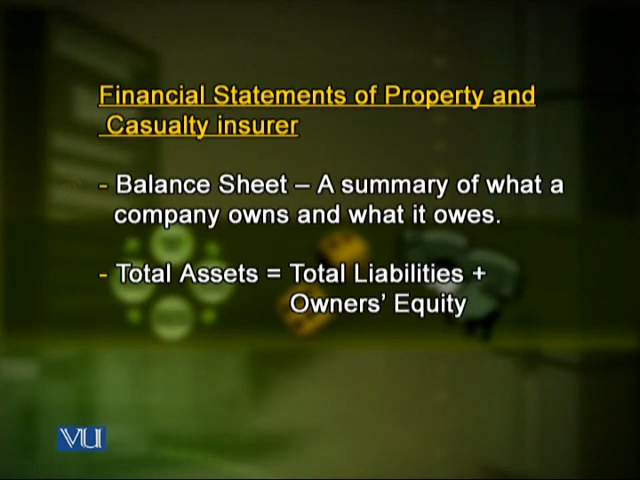 Financial Statements of Property and
Casualty insurer
- Balance Sheet – A summary of what a
company owns and what it owes.
- Total Assets = Total Liabilities +
Owners’ Equity
VU